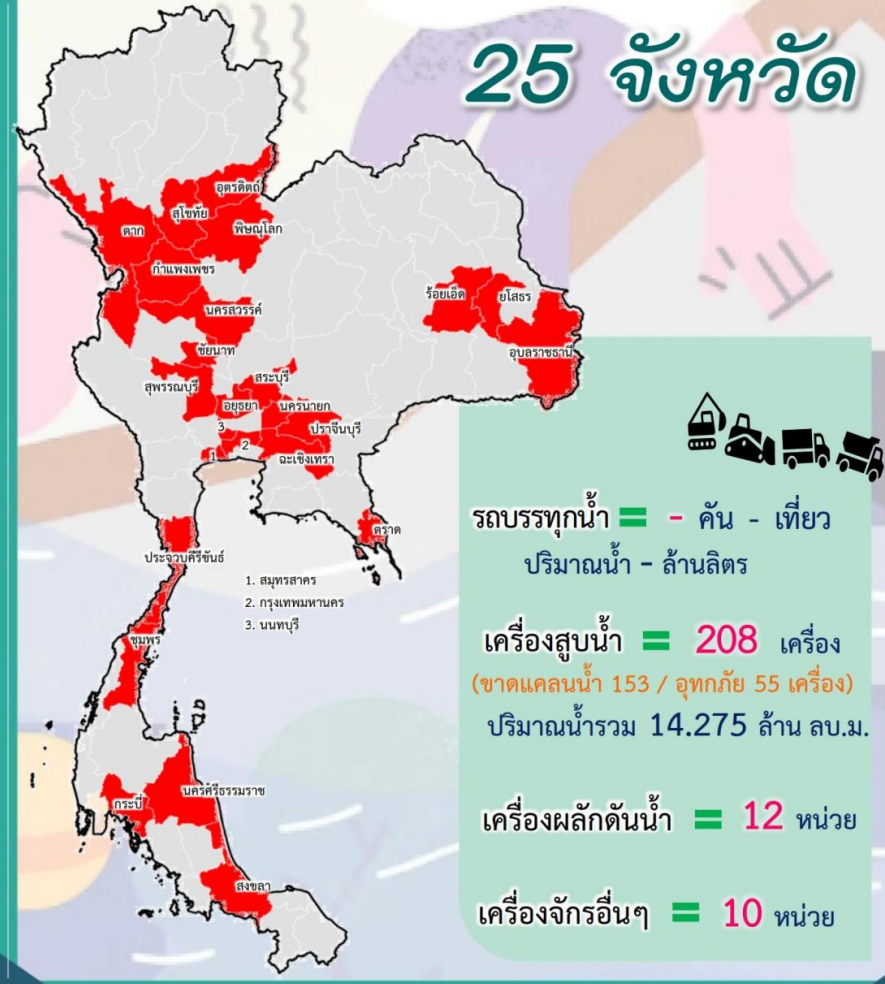 25 จังหวัด
อุตรดิตถ์
สุโขทัย
ตาก
พิษณุโลก
กำแพงเพชร
นครสวรรค์
ชัยนาท
สุพรรณบุรี
สระบุรี
อยุธยา
นครนายก
3
ปราจีนบุรี
2
1
ฉะเชิงเทรา
ร้อยเอ็ด
ยโสธร
อุบลราชธานี
ตราด
ประจวบคีรีขันธ์
1. สมุทรสาคร
2. กรุงเทพมหานคร
3. นนทบุรี
ชุมพร
นครศรีธรรมราช
กระบี่
สงขลา
รถบรรทุกน้ำ = - คัน - เที่ยว
ปริมาณน้ำ - ล้านลิตร
เครื่องสูบน้ำ = 208 เครื่อง
(ขาดแคลนน้ำ 153 / อุทกภัย 55 เครื่อง)
ปริมาณน้ำรวม 14.275 ล้าน ลบ.ม.
เครื่องผลักดันน้ำ = 12 หน่วย
เครื่องจักรอื่นๆ = 10 หน่วย